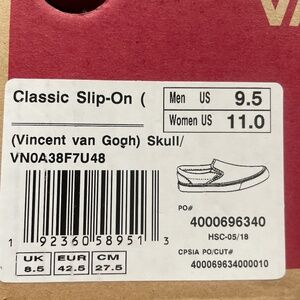 VA
Classic Slip-On (
Men US 9.5
Women US 11.0
(Vincent van Gogh) Skull/
VN0A38F7U48
PO#
4000696340
HSC-05/18
CPSIA PO/CUT#
400069634000010
1 92360 58951 3
UK EUR CM
8.5 42.5 27.5